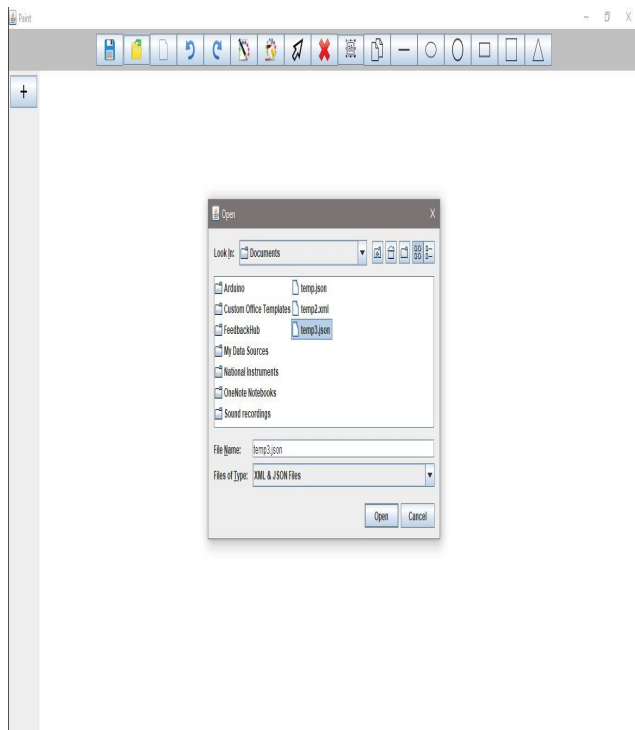 Paint
+
Open
Look In: Documents
Arduino
Custom Office Templates
FeedbackHub
My Data Sources
National Instruments
OneNote Notebooks
Sound recordings
temp.json
temp2.xml
temp3.json
File Name: temp3.json
Files of Type: XML & JSON Files
Open Cancel